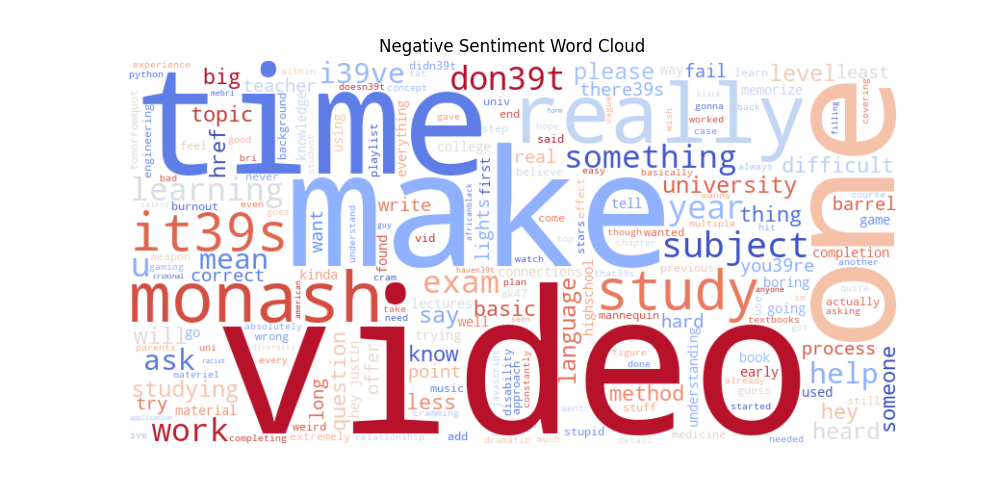 Negative Sentiment Word Cloud
experience
python
big
within
i39ve
didn39t
tat
doesn39t
concept
don39t
please
way
fail
learn
level
least
there39s
memorize
teacher
topic
href
time
univ
end
gave
step
really
vague
wish
black
gonna
back
worked
case
form
hope
said
filling
covering
one
tomorrowquot
engineering
background
knowledge
student
using
playlist
everything
feel
good
bri
mebri
never
bad
even
college
real
believe
something
easy
basically
always
difficult
learning
talked
burnout
goes
want
understand
guy
write
found
vid
make
first
africanblack
lights
watch
come
top
stars
effect
tell
though
wanted
chapter
university
wanna
multiple
year
thing
hit
course
barrel
game
it39s
u
weapon
gaming
criminal
mean
correct
kinda
cram
haven39t
connections
that39s
subject
previous
you39re
boring
completion
another
monash
american
take
need
exam
plan
ak47
lectures
basic
seen
say
well
trying
language
highschool
study
mannequin
hard
use
anyone
im
going
textbooks
got
quite
actually
asking
will
go
absolutely
wrong
uni
diversity
parents
ask
racist
every
materiel
studying
try
material
application
work
ive
completing
extremely
weird
long
question
hey justin
offer
relationship
know
point
music
less
cramming
add
video
javascript
disability
approach
constantly
went
dramatic
much
stupid
figure
done
method
stuff
detail
understanding
medicine
book
early
already
guess
started
needed
process
help
used
still
hey
heard
someone